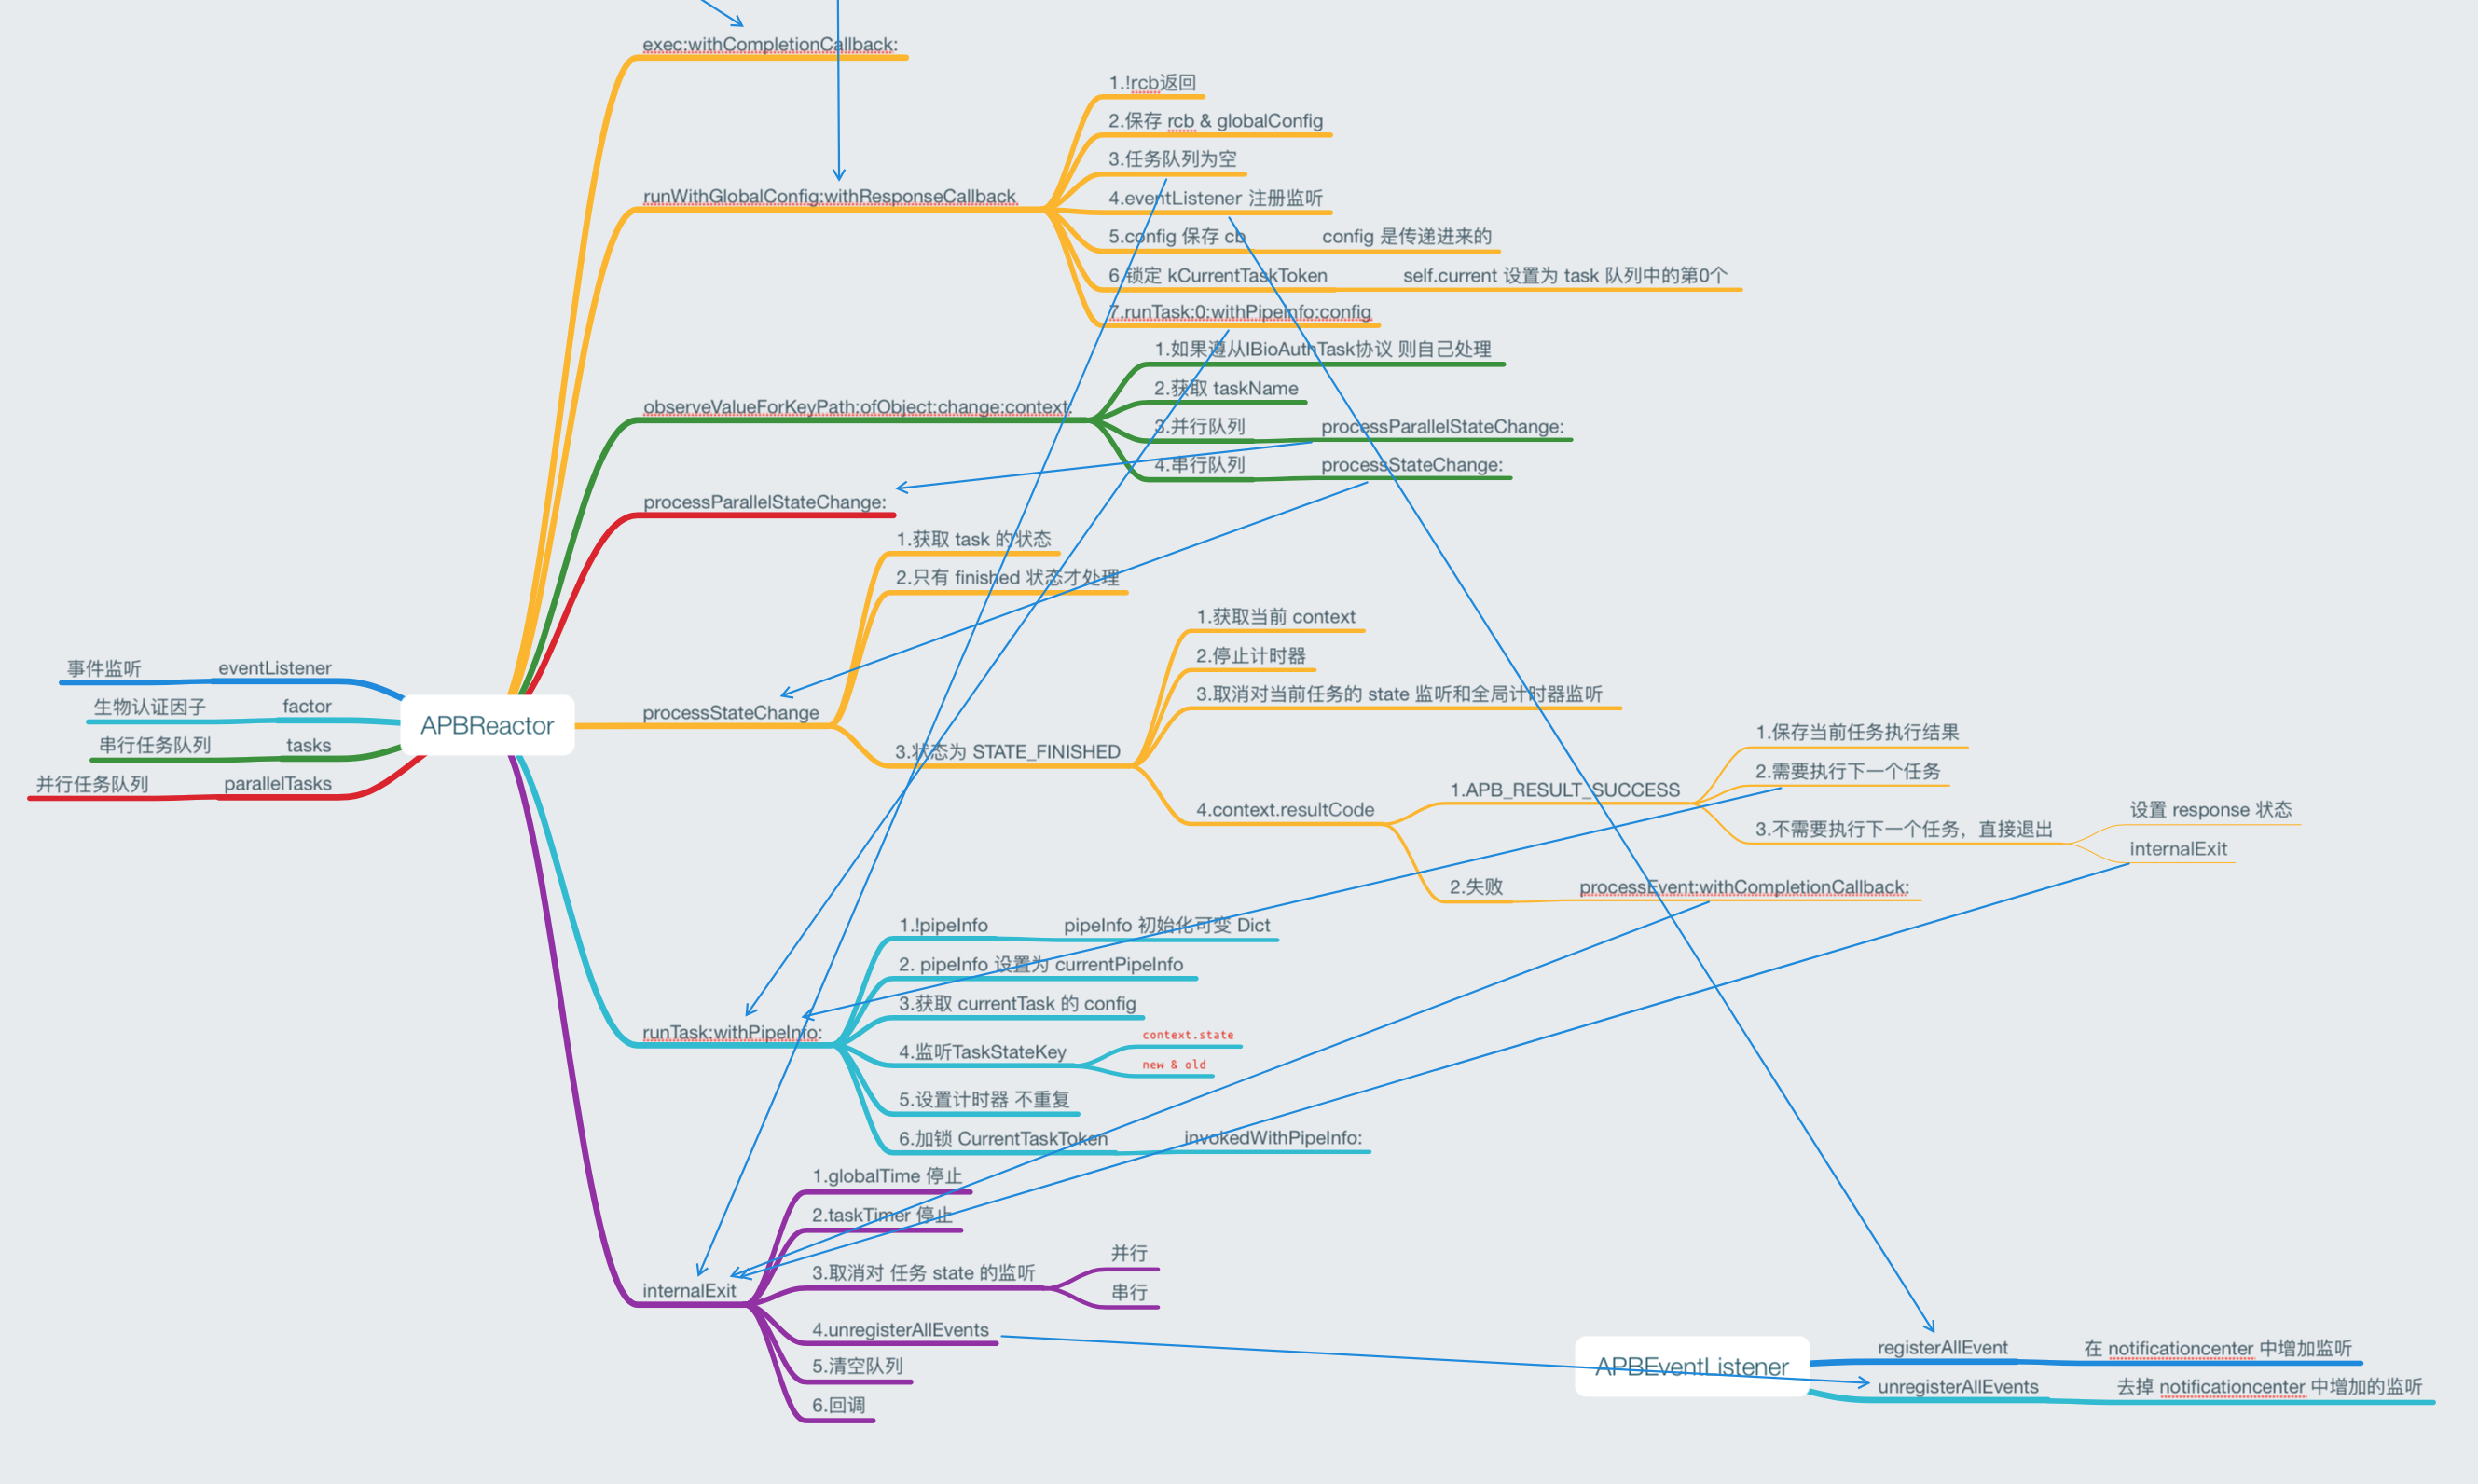 exec:withCompletionCallback:
1.!rcb返回
2.保存 rcb & globalConfig
3.任务队列为空
runWithGlobalConfig:withResponseCallback
4.eventListener 注册监听
5.config 保存 cb
config 是传递进来的
6.锁定 kCurrentTaskToken
self.current 设置为 task 队列中的第0个
7.runTask:0:withPipeInfo:config
1.如果遵从IBioAuthTask协议 则自己处理
2.获取 taskName
observeValueForKeyPath:ofObject:change:context:
3.并行队列
processParallelStateChange:
4.串行队列
processStateChange:
processParallelStateChange:
1.获取 task 的状态
2.只有 finished 状态才处理
processStateChange
3.状态为 STATE_FINISHED
1.获取当前 context
2.停止计时器
3.取消对当前任务的 state 监听和全局计时器监听
4.context.resultCode
1.APB_RESULT_SUCCESS
1.保存当前任务执行结果
2.需要执行下一个任务
3.不需要执行下一个任务，直接退出
设置 response 状态
internalExit
2.失败
processEvent:withCompletionCallback:
事件监听
eventListener
生物认证因子
factor
串行任务队列
tasks
并行任务队列
parallelTasks
APBReactor
1.!pipeInfo
pipeInfo 初始化可变 Dict
2. pipeInfo 设置为 currentPipeInfo
3.获取 currentTask 的 config
runTask:withPipeInfo:
4.监听TaskStateKey
context.state
new & old
5.设置计时器 不重复
6.加锁 CurrentTaskToken
invokedWithPipeInfo:
1.globalTime 停止
2.taskTimer 停止
internalExit
3.取消对 任务 state 的监听
并行
串行
4.unregisterAllEvents
5.清空队列
6.回调
APBEventListener
registerAllEvent
在 notificationcenter 中增加监听
unregisterAllEvents
去掉 notificationcenter 中增加的监听